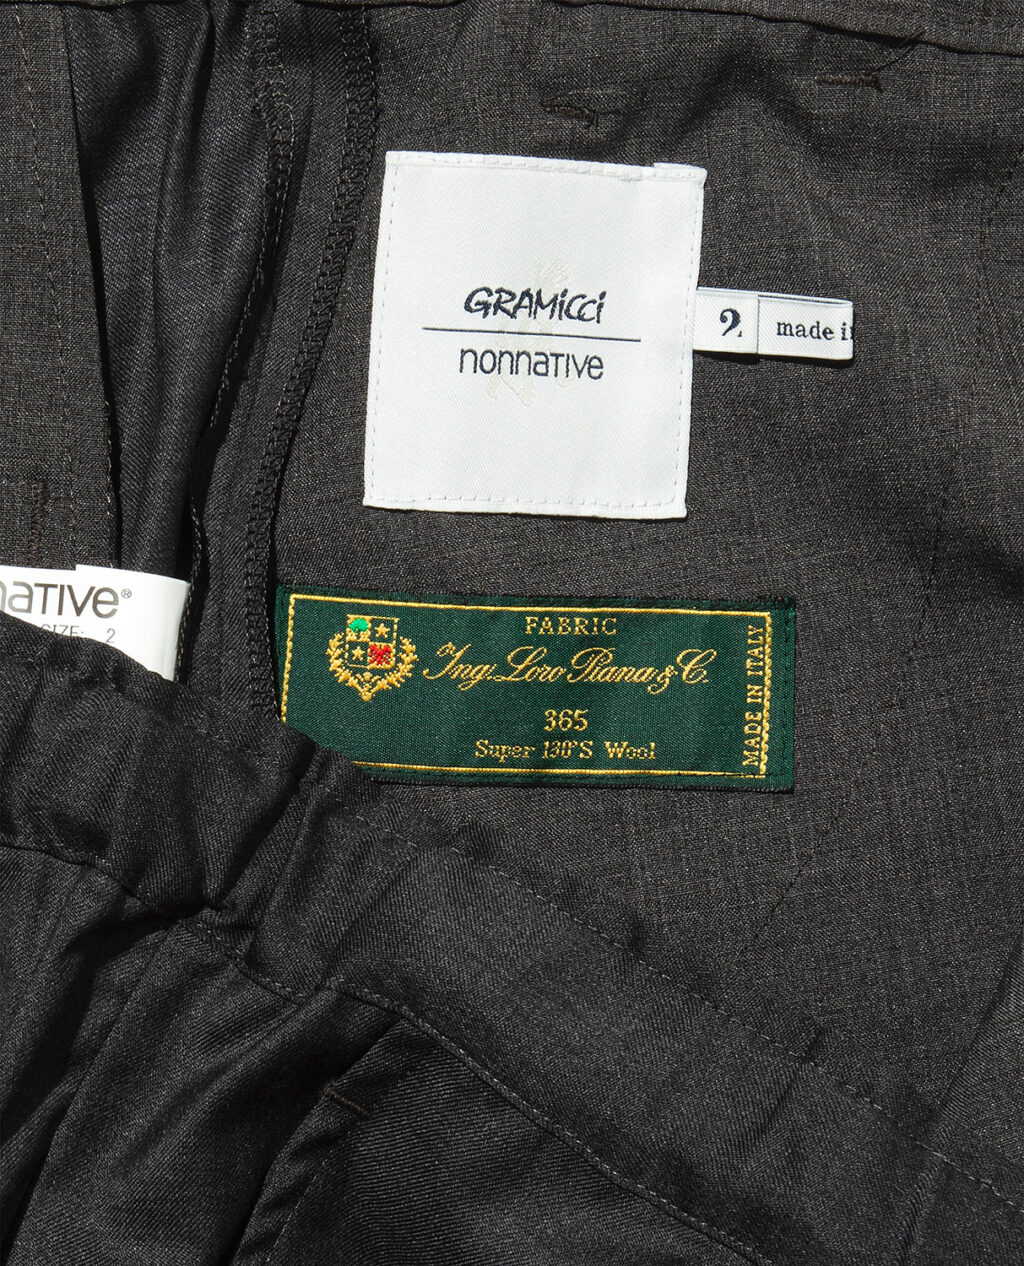 GRAMiCCi
nonnative
2
made i
native®
SIZE: 2
FABRIC
Ing. Loro Piana & C.
365
Super 130'S Wool
MADE IN ITALY